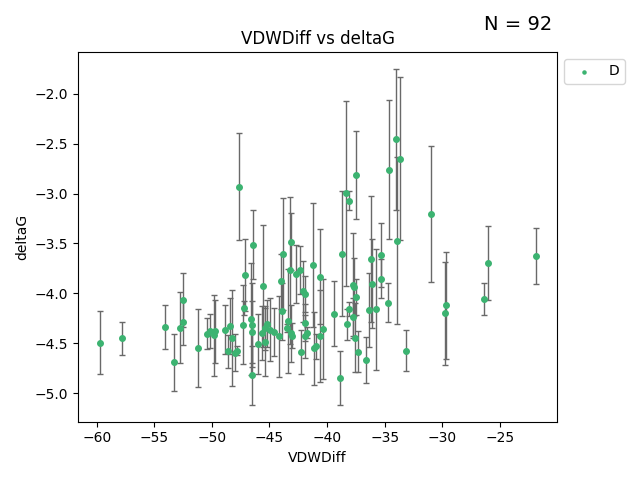 N = 92
VDWDiff vs deltaG
D
−2.0
−2.5
−3.0
−3.5
−4.0
−4.5
−5.0
deltaG
−60 −55 −50 −45 −40 −35 −30 −25
VDWDiff